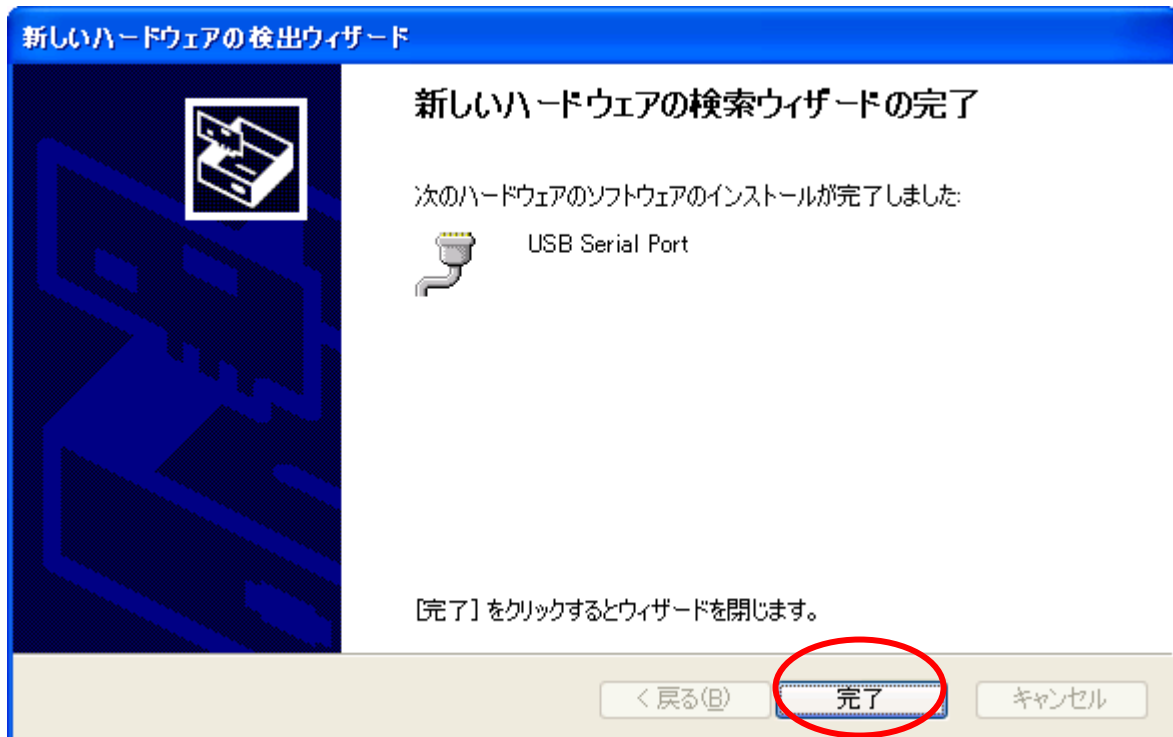 新しいハードウェアの検出ウィザード
新しいハードウェアの検索ウィザードの完了
次のハードウェアのソフトウェアのインストールが完了しました:
USB Serial Port
[完了] をクリックするとウィザードを閉じます。
< 戻る(B)
完了
キャンセル